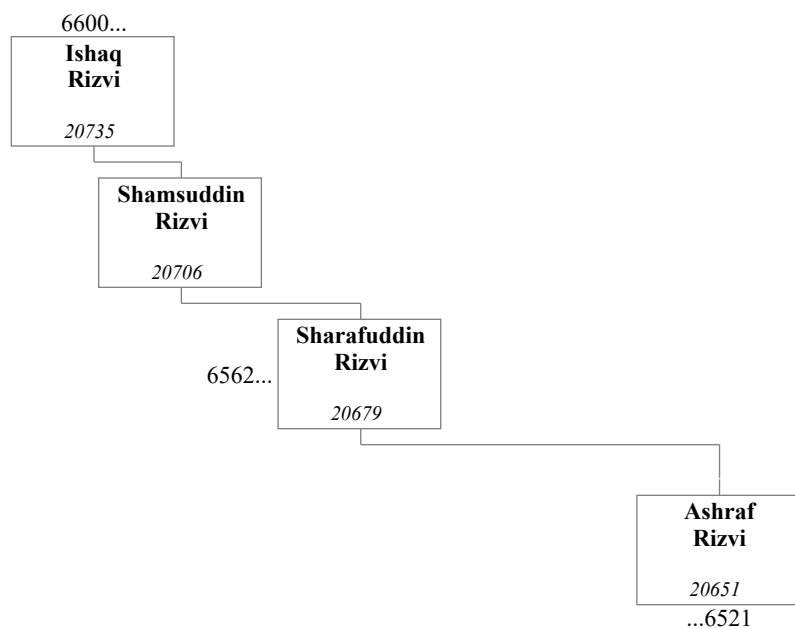 6600...
Ishaq
Rizvi
20735
Shamsuddin
Rizvi
20706
Sharafuddin
Rizvi
6562...
20679
Ashraf
Rizvi
20651
...6521